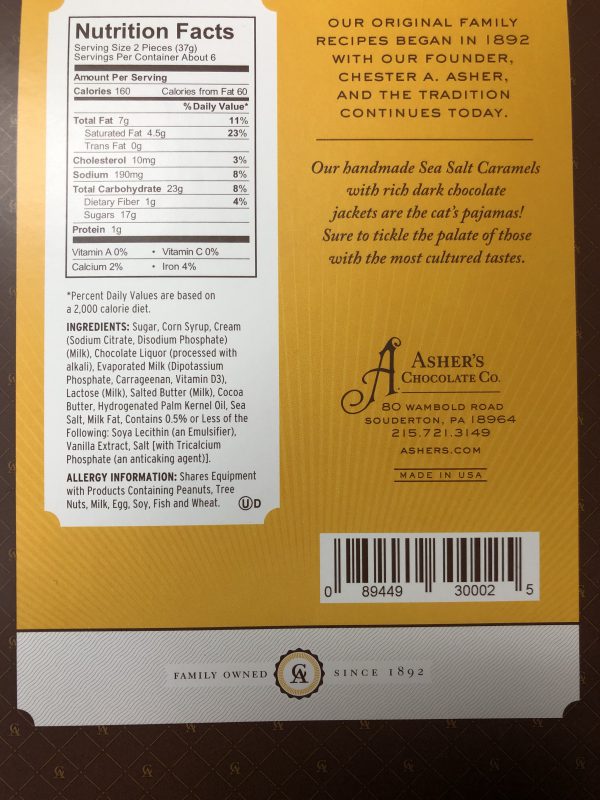 Nutrition Facts
Serving Size 2 Pieces (37g)
Servings Per Container About 6
Amount Per Serving
Calories 160 Calories from Fat 60
% Daily Value*
Total Fat 7g 11%
Saturated Fat 4.5g 23%
Trans Fat 0g
Cholesterol 10mg 3%
Sodium 190mg 8%
Total Carbohydrate 23g 8%
Dietary Fiber 1g 4%
Sugars 17g
Protein 1g
Vitamin A 0% • Vitamin C 0%
Calcium 2% • Iron 4%
*Percent Daily Values are based on
a 2,000 calorie diet.
INGREDIENTS: Sugar, Corn Syrup, Cream
(Sodium Citrate, Disodium Phosphate)
(Milk), Chocolate Liquor (processed with
alkali), Evaporated Milk (Dipotassium
Phosphate, Carrageenan, Vitamin D3),
Lactose (Milk), Salted Butter (Milk), Cocoa
Butter, Hydrogenated Palm Kernel Oil, Sea
Salt, Milk Fat, Contains 0.5% or Less of the
Following: Soya Lecithin (an Emulsifier),
Vanilla Extract, Salt [with Tricalcium
Phosphate (an anticaking agent)].
ALLERGY INFORMATION: Shares Equipment
with Products Containing Peanuts, Tree
Nuts, Milk, Egg, Soy, Fish and Wheat. UD
OUR ORIGINAL FAMILY
RECIPES BEGAN IN 1892
WITH OUR FOUNDER,
CHESTER A. ASHER,
AND THE TRADITION
CONTINUES TODAY.
Our handmade Sea Salt Caramels
with rich dark chocolate
jackets are the cat's pajamas!
Sure to tickle the palate of those
with the most cultured tastes.
A ASHER'S
CHOCOLATE CO.
80 WAMBOLD ROAD
SOUDERTON, PA 18964
215.721.3149
ASHERS.COM
MADE IN USA
0 89449 30002 5
FAMILY OWNED CA SINCE 1892